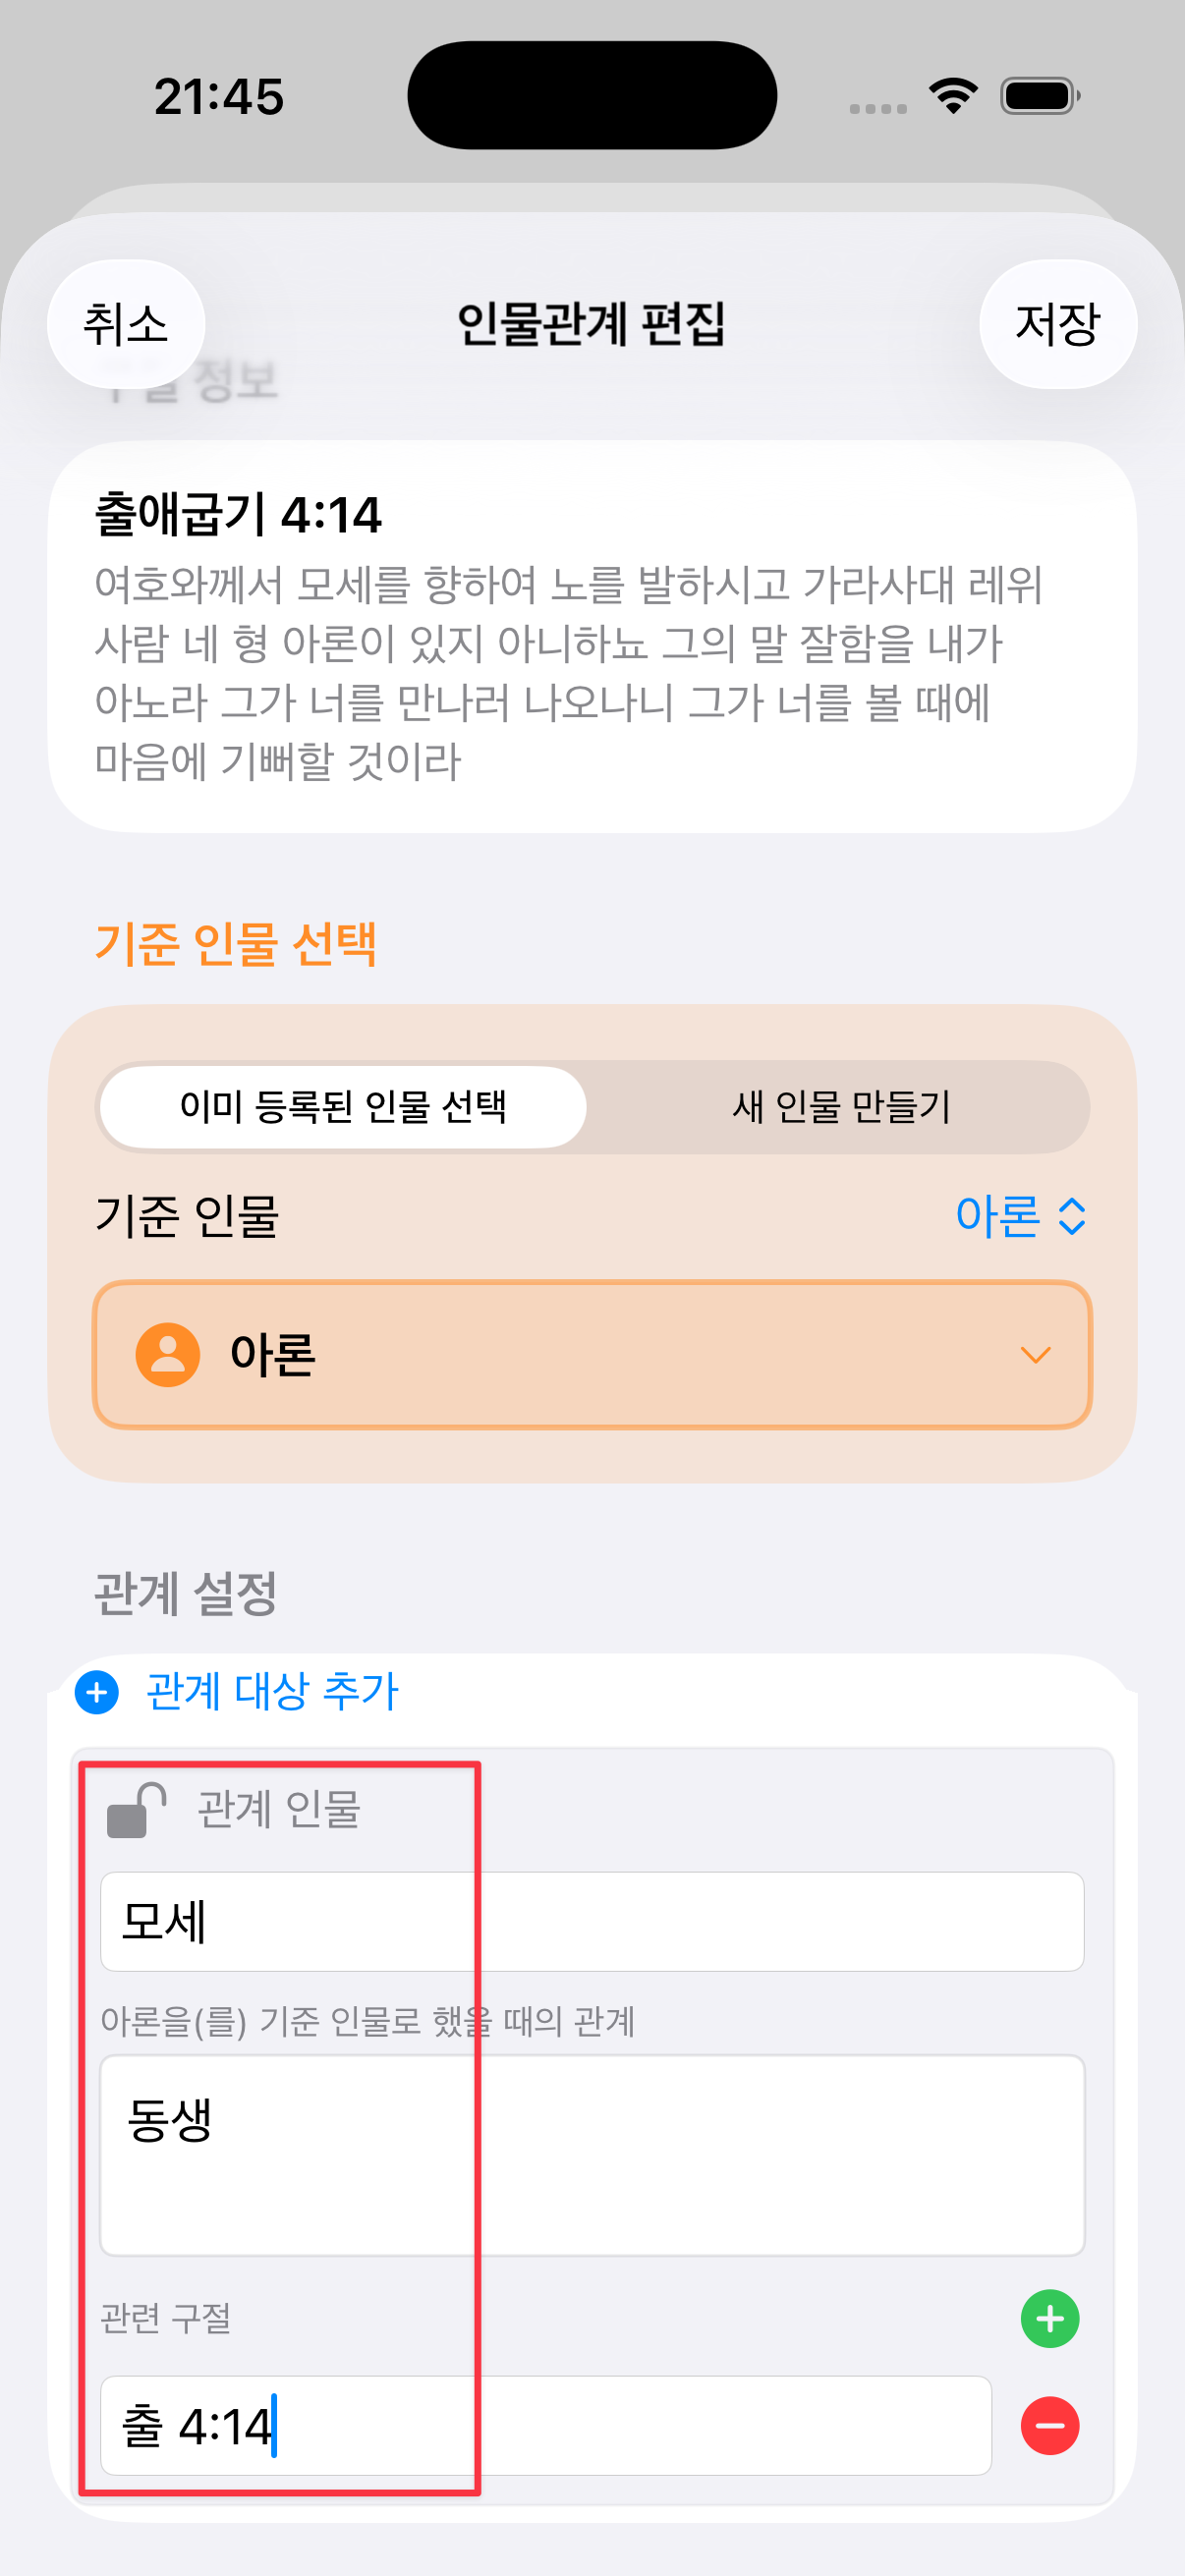 21:45
취소
인물관계 편집
저장
정보
출애굽기 4:14
여호와께서 모세를 향하여 노를 발하시고 가라사대 레위
사람 네 형 아론이 있지 아니하뇨 그의 말 잘함을 내가
아노라 그가 너를 만나러 나오나니 그가 너를 볼 때에
마음에 기뻐할 것이라
기준 인물 선택
이미 등록된 인물 선택
새 인물 만들기
기준 인물
아론
아론
관계 설정
관계 대상 추가
관계 인물
모세
아론을(를) 기준 인물로 했을 때의 관계
동생
관련 구절
출 4:14